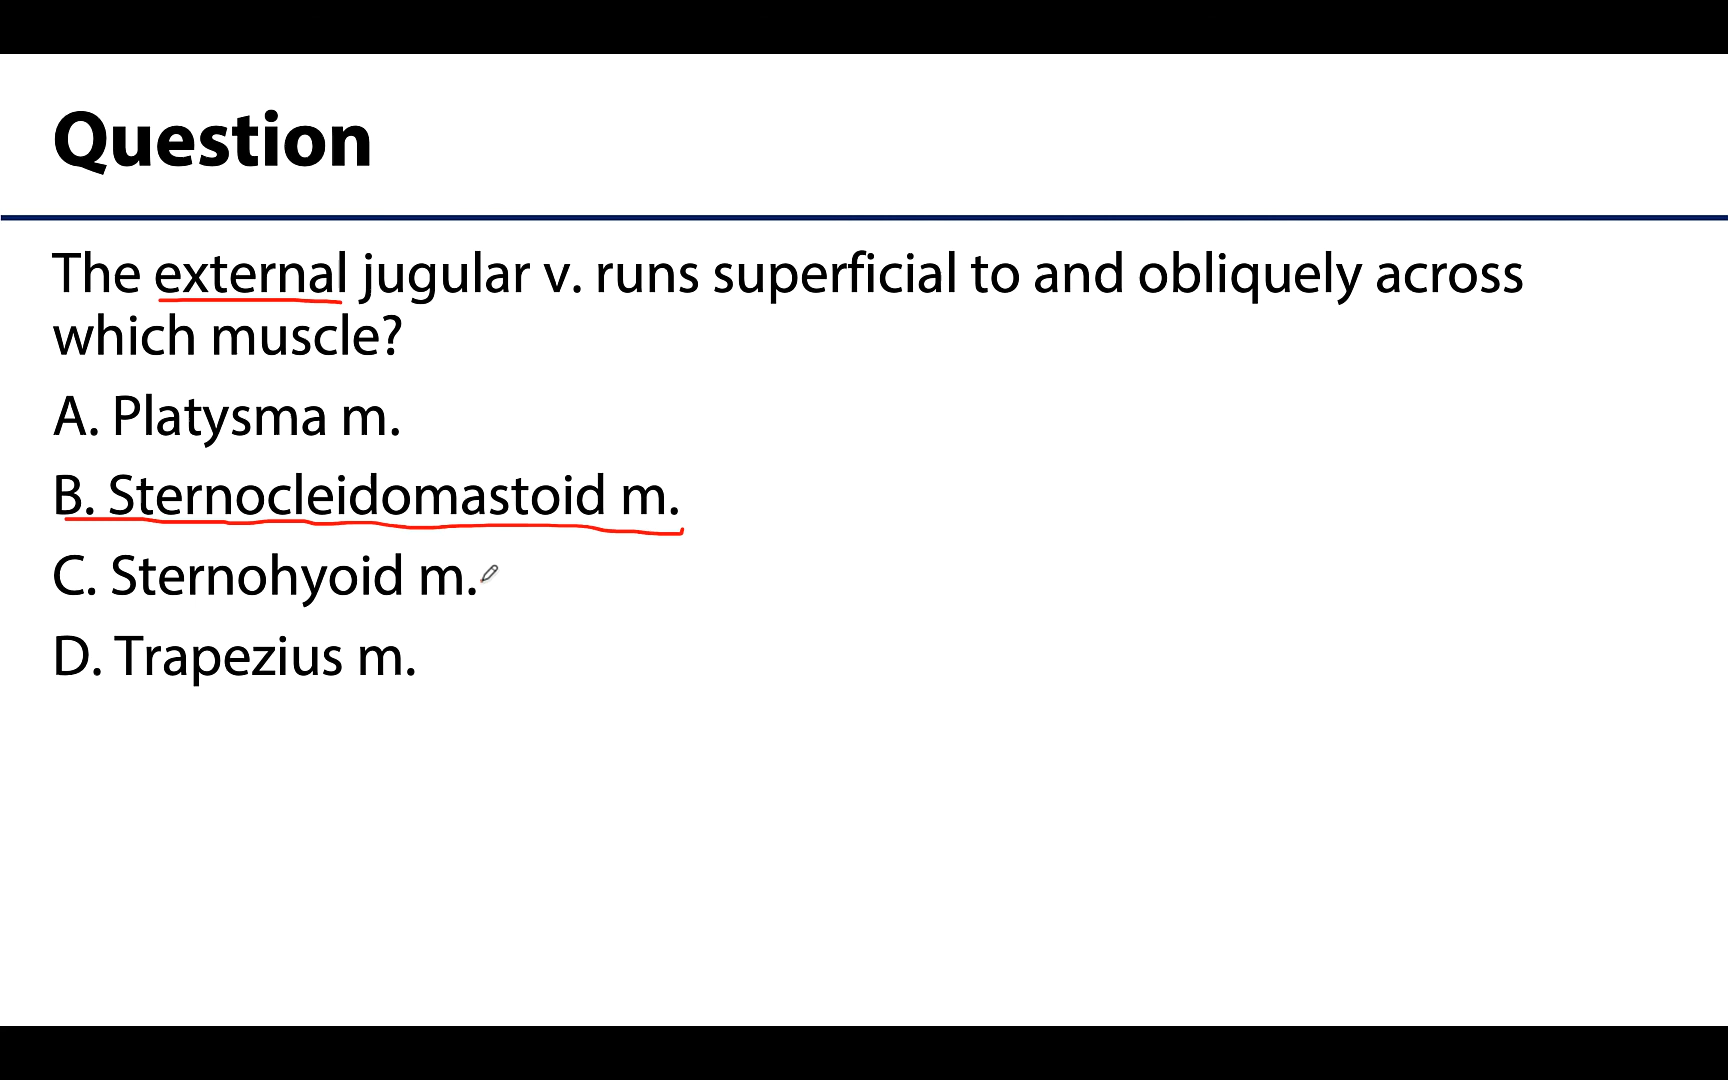 Question
The external jugular v. runs superficial to and obliquely across
which muscle?
A. Platysma m.
B. Sternocleidomastoid m.
C. Sternohyoid m.
D. Trapezius m.